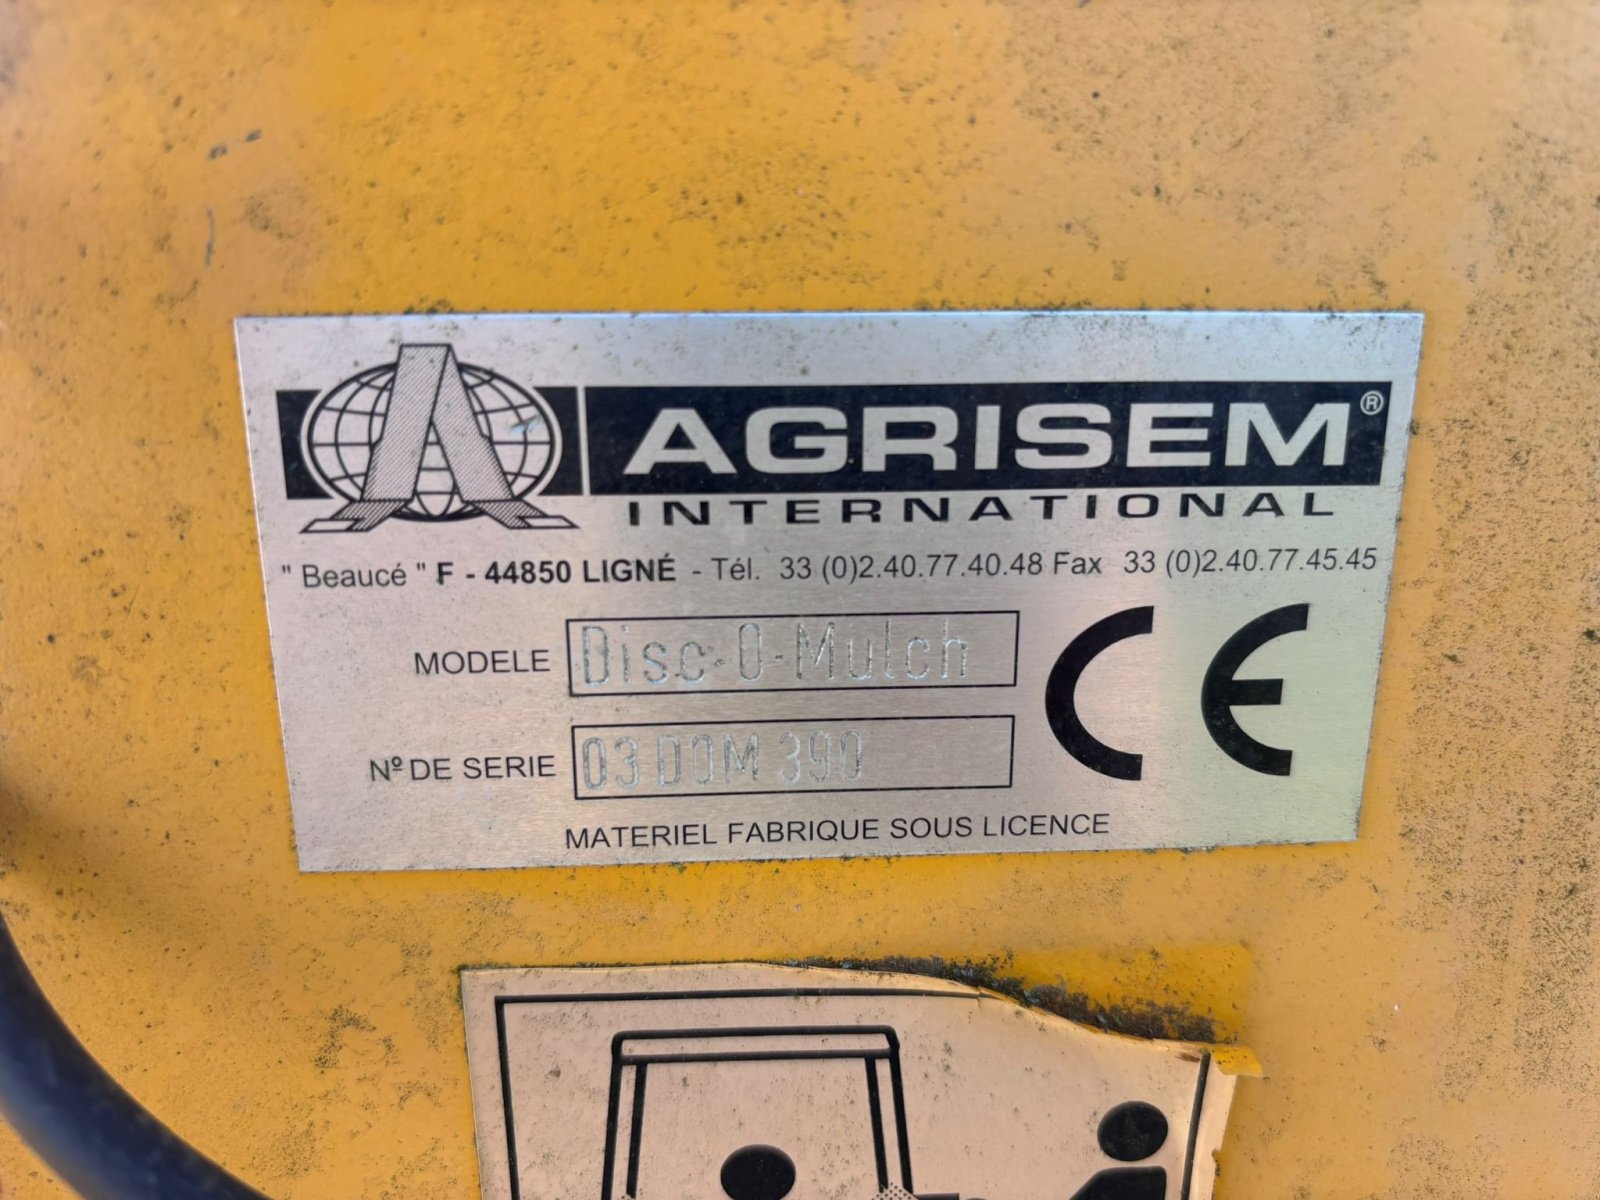 AGRISEM®
INTERNATIONAL
" Beaucé " F - 44850 LIGNÉ - Tél. 33 (0)2.40.77.40.48 Fax 33 (0)2.40.77.45.45
MODELE Disc-O-Mulch
CE
Nº DE SERIE 03 DOM 390
MATERIEL FABRIQUE SOUS LICENCE